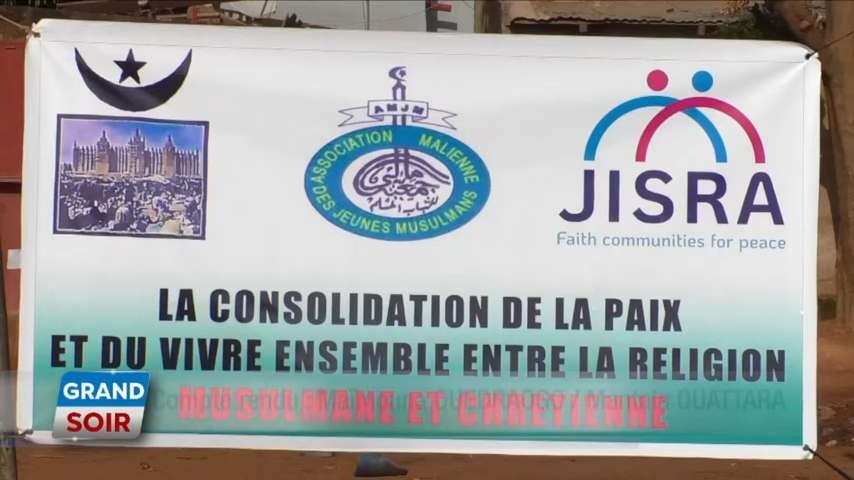 AMJM
ASSOCIATION MALIENNE
DES JEUNES MUSULMANS
JISRA
Faith communities for peace
LA CONSOLIDATION DE LA PAIX
ET DU VIVRE ENSEMBLE ENTRE LA RELIGION
MUSULMANE ET CHRETIENNE
GRAND
SOIR
OUATTARA